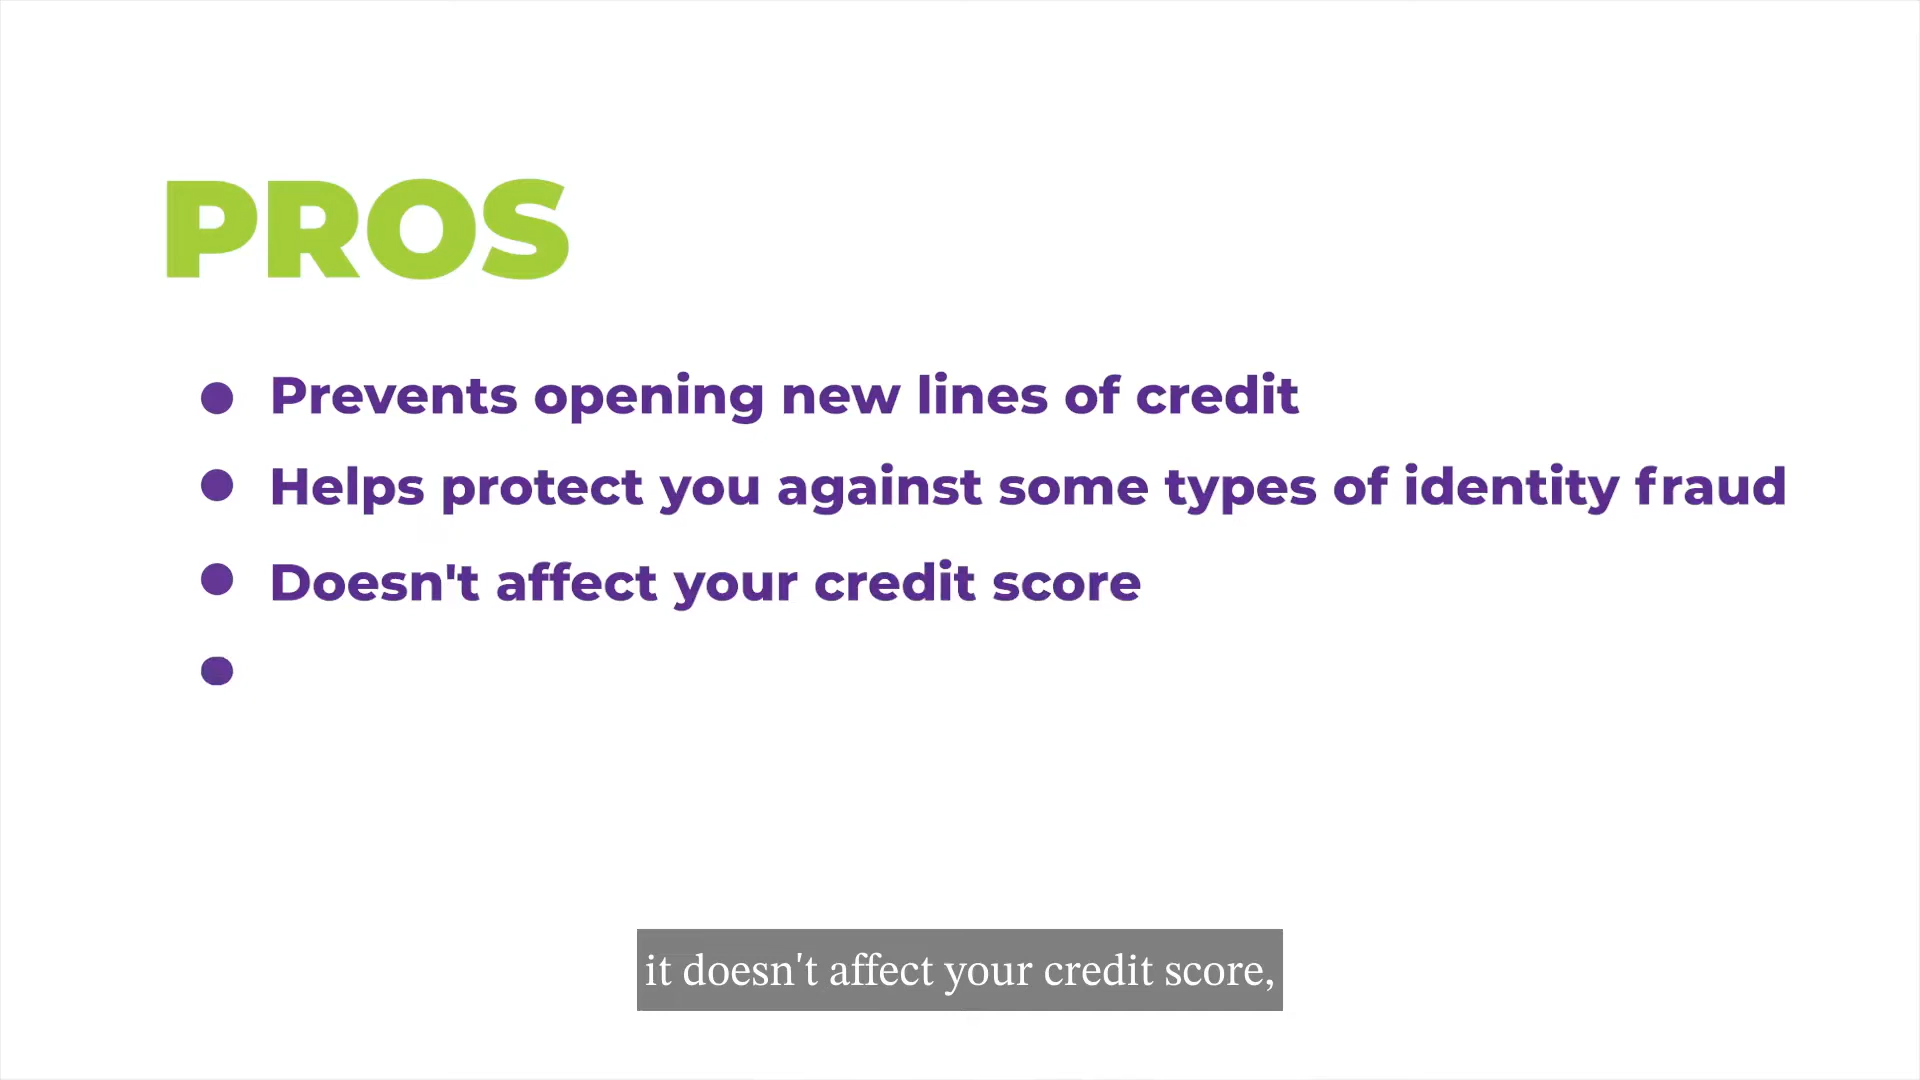 PROS
Prevents opening new lines of credit
Helps protect you against some types of identity fraud
Doesn't affect your credit score
it doesn't affect your credit score,